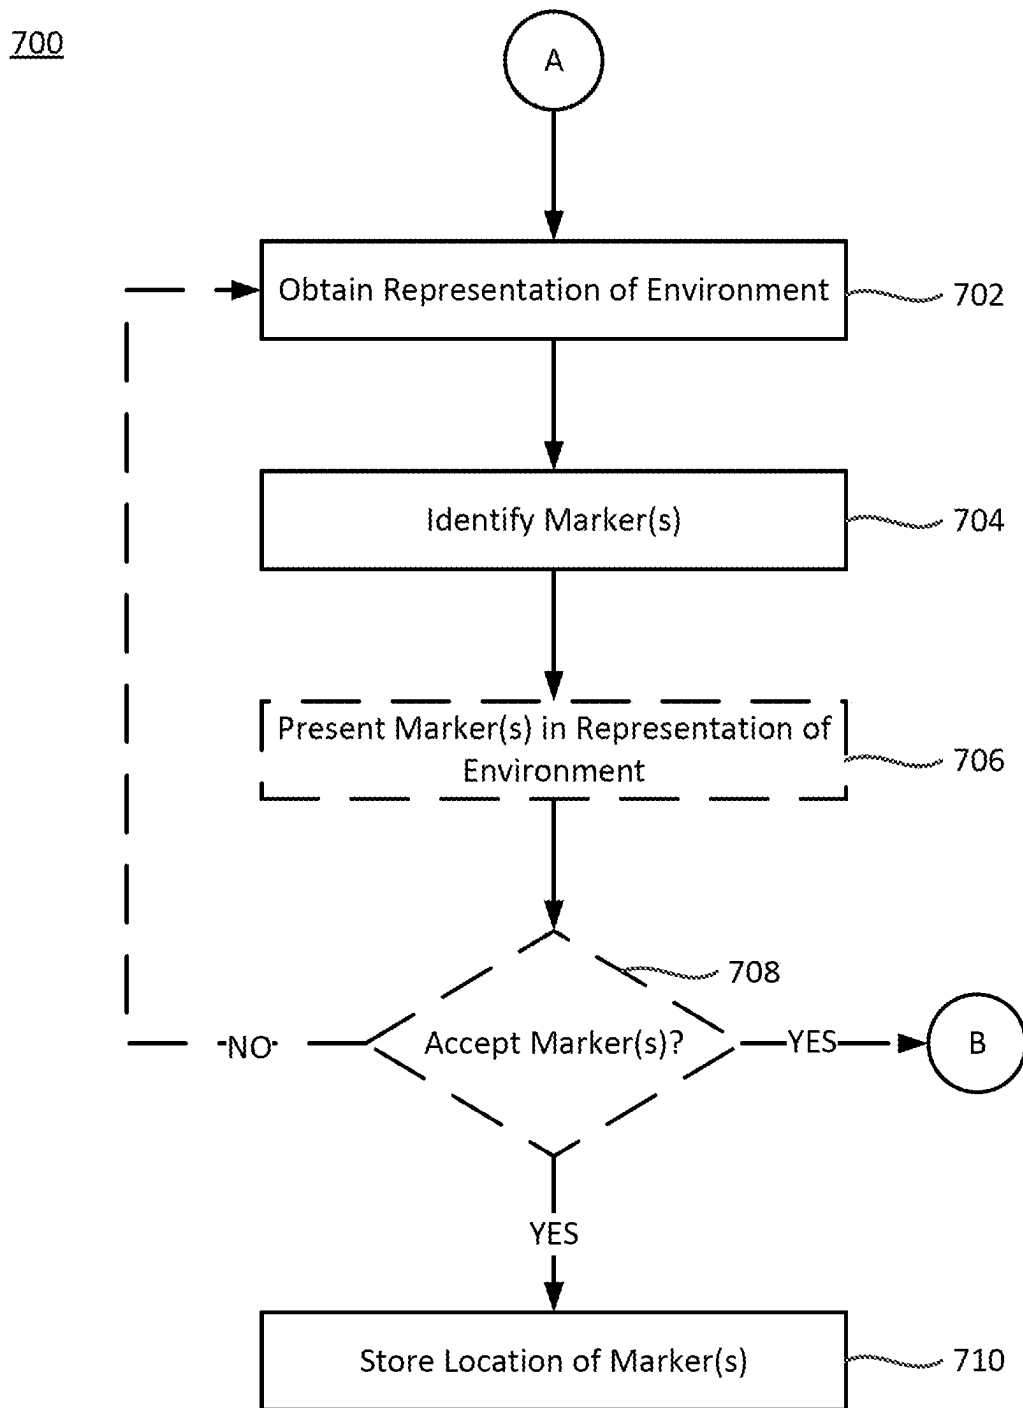 700
A
Obtain Representation of Environment
702
Identify Marker(s)
704
Present Marker(s) in Representation of
Environment
706
708
Accept Marker(s)?
NO
YES
B
YES
Store Location of Marker(s)
710